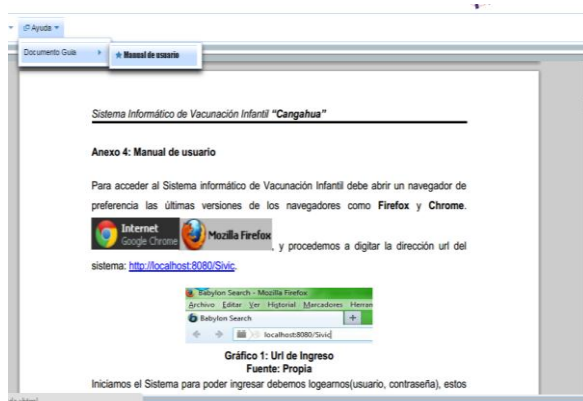 Ayuda
Documento Guia
Manual de usuario
Sistema Informático de Vacunación Infantil "Cangahua"
Anexo 4: Manual de usuario
Para acceder al Sistema informático de Vacunación Infantil debe abrir un navegador de
preferencia las últimas versiones de los navegadores como Firefox y Chrome.
Internet
Google Chrome
Mozilla Firefox
, y procedemos a digitar la dirección url del
sistema: http://localhost:8080/Sivic.
Babylon Search - Mozilla Firefox
Archivo Editar Ver Historial Marcadores Herram
Babylon Search
+
localhost:8080/Sivic
Gráfico 1: Url de Ingreso
Fuente: Propia
Iniciamos el Sistema para poder ingresar debemos logearnos(usuario, contraseña), estos